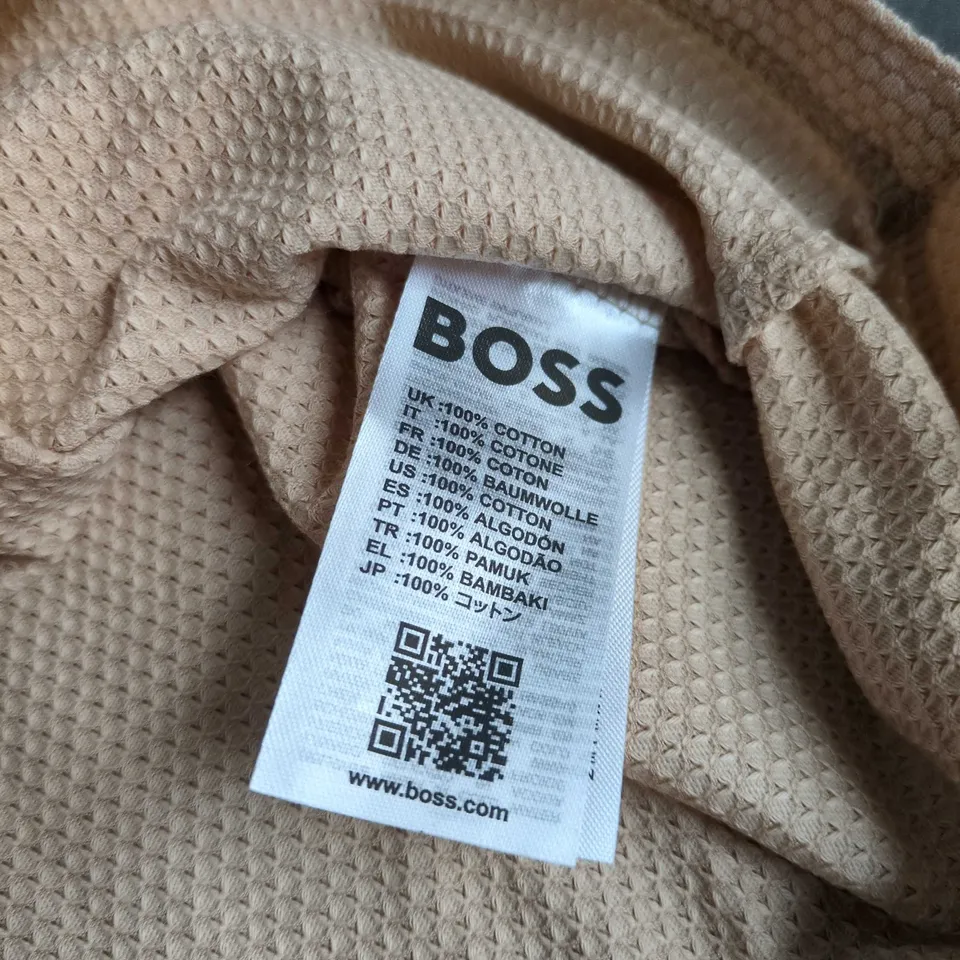 BOSS
UK :100% COTTON
IT :100% COTONE
FR :100% COTON
DE :100% BAUMWOLLE
US :100% COTTON
ES :100% ALGODÓN
PT :100% ALGODÃO
TR :100% PAMUK
EL :100% BAMBAKI
JP :100% コットン
www.boss.com